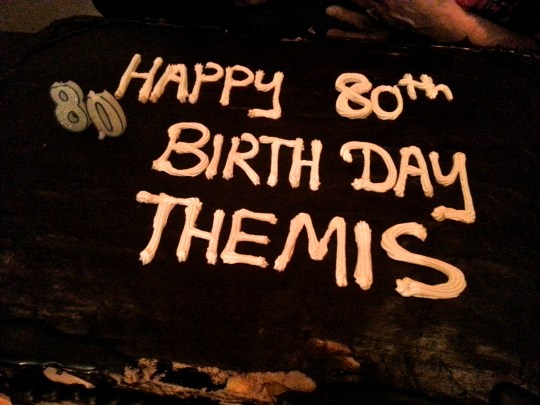 80
HAPPY 80th
BIRTH DAY
THEMIS